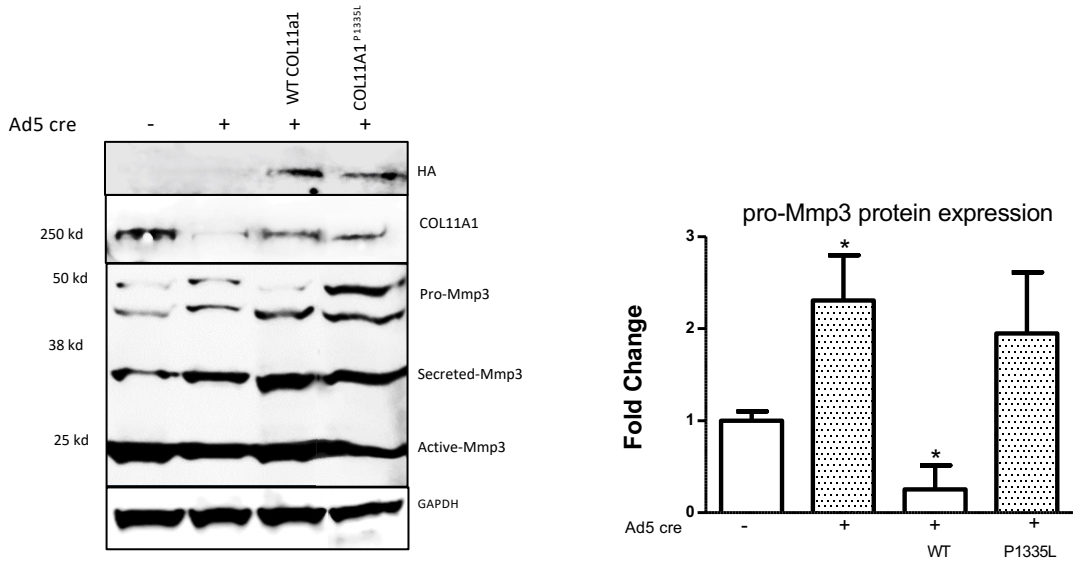 WT COL11a1
COL11A1 P1335L
Ad5 cre - + + +
HA
COL11A1
250 kd
50 kd
Pro-Mmp3
38 kd
Secreted-Mmp3
25 kd
Active-Mmp3
GAPDH
pro-Mmp3 protein expression
Fold Change
3
2
1
0
*
*
Ad5 cre - + + +
WT P1335L